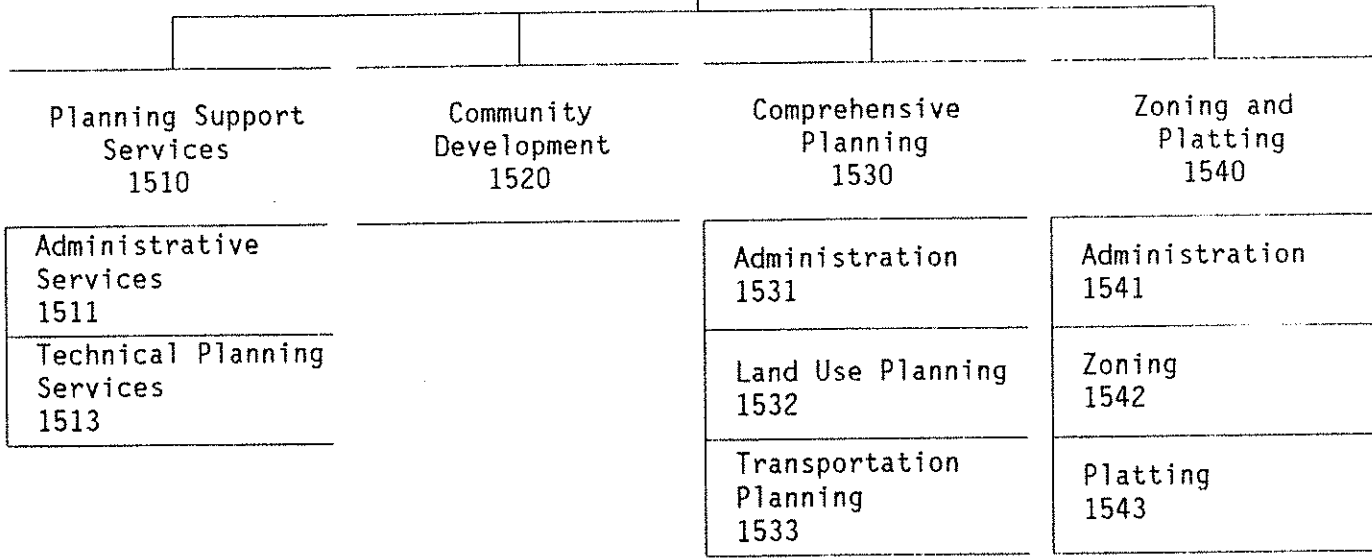 Planning Support
Services
1510
Community
Development
1520
Comprehensive
Planning
1530
Zoning and
Platting
1540
Administrative
Services
1511
Technical Planning
Services
1513
Administration
1531
Land Use Planning
1532
Transportation
Planning
1533
Administration
1541
Zoning
1542
Platting
1543